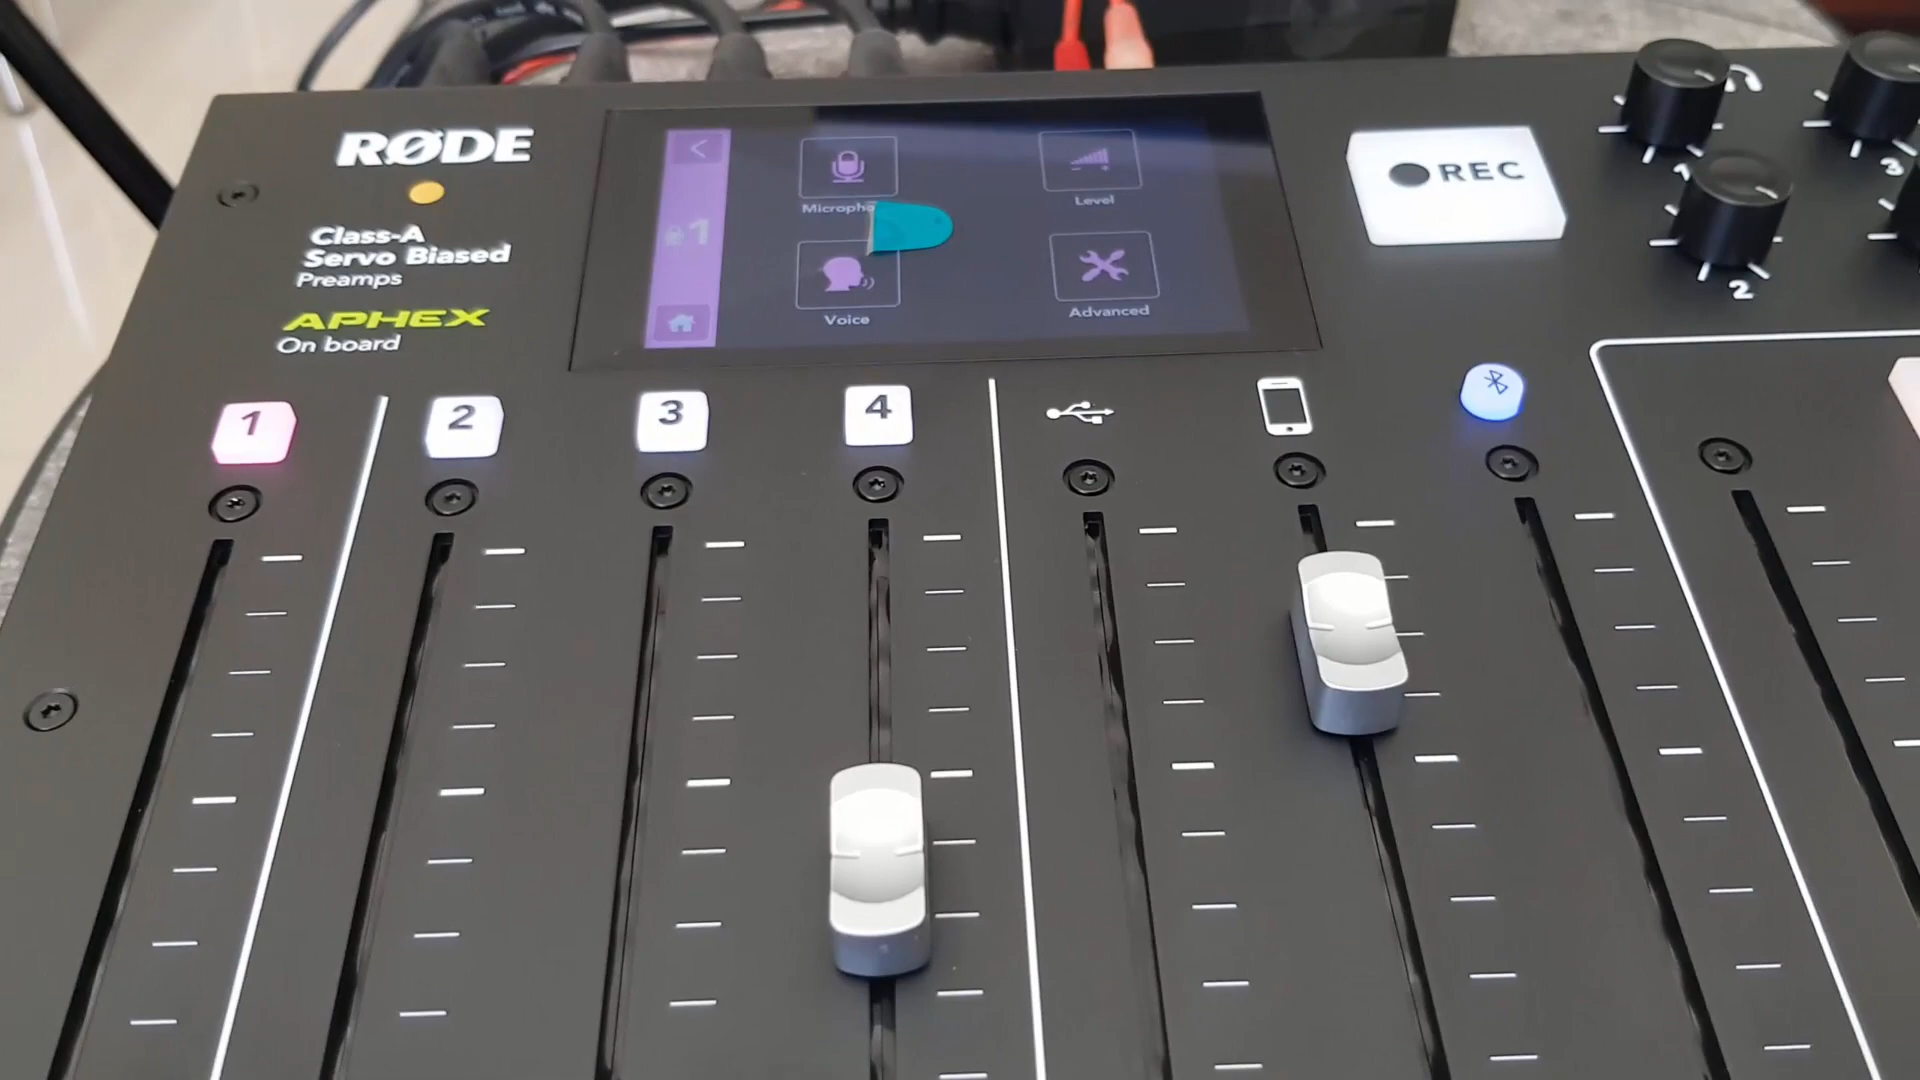 RØDE
Class-A
Servo Biased
Preamps
APHEX
On board
1
Level
Voice
Advanced
REC
1
2
3
1
2
3
4